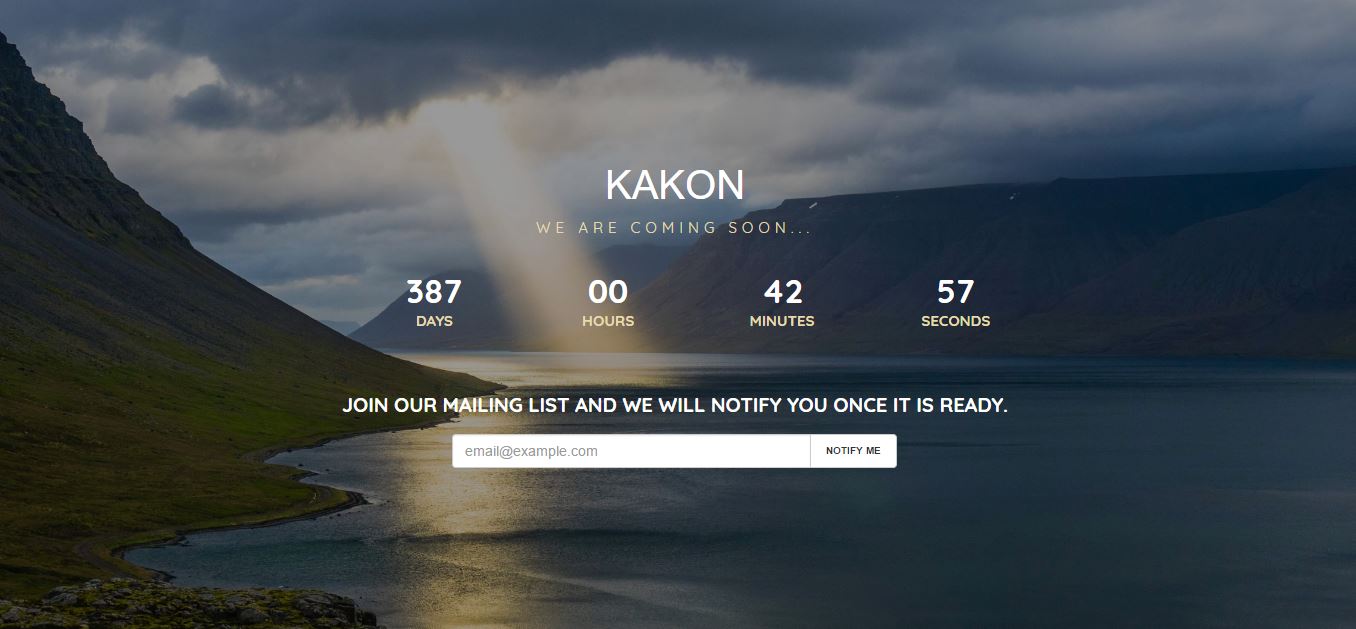 KAKON
WE ARE COMING SOON...
387 00 42 57
DAYS HOURS MINUTES SECONDS
JOIN OUR MAILING LIST AND WE WILL NOTIFY YOU ONCE IT IS READY.
email@example.com NOTIFY ME